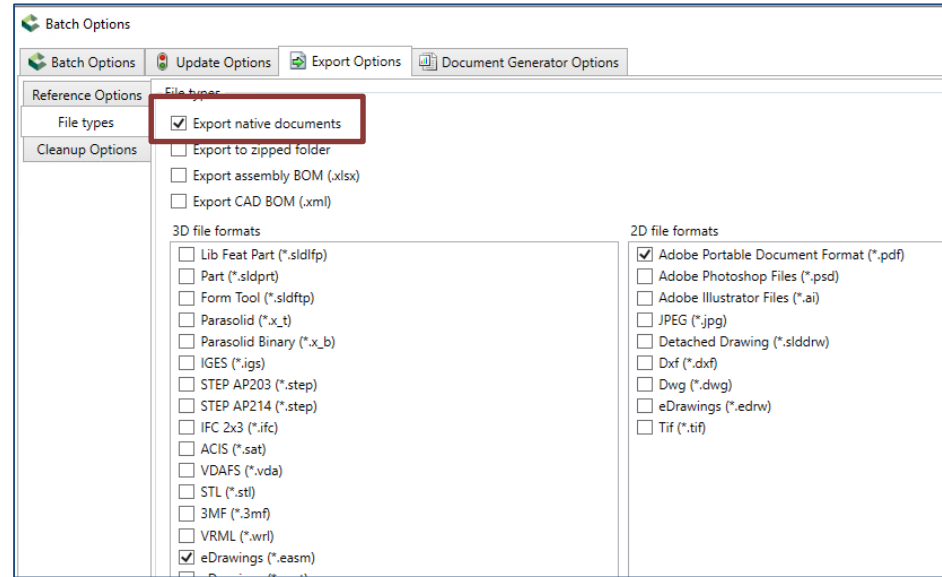 Batch Options
Batch Options Update Options Export Options Document Generator Options
Reference Options
File types
Cleanup Options
File types
Export native documents
Export to zipped folder
Export assembly BOM (.xlsx)
Export CAD BOM (.xml)
3D file formats
Lib Feat Part (*.sldlfp)
Part (*.sldprt)
Form Tool (*.sldftp)
Parasolid (*.x_t)
Parasolid Binary (*.x_b)
IGES (*.igs)
STEP AP203 (*.step)
STEP AP214 (*.step)
IFC 2x3 (*.ifc)
ACIS (*.sat)
VDAFS (*.vda)
STL (*.stl)
3MF (*.3mf)
VRML (*.wrl)
eDrawings (*.easm)
2D file formats
Adobe Portable Document Format (*.pdf)
Adobe Photoshop Files (*.psd)
Adobe Illustrator Files (*.ai)
JPEG (*.jpg)
Detached Drawing (*.slddrw)
Dxf (*.dxf)
Dwg (*.dwg)
eDrawings (*.edrw)
Tif (*.tif)